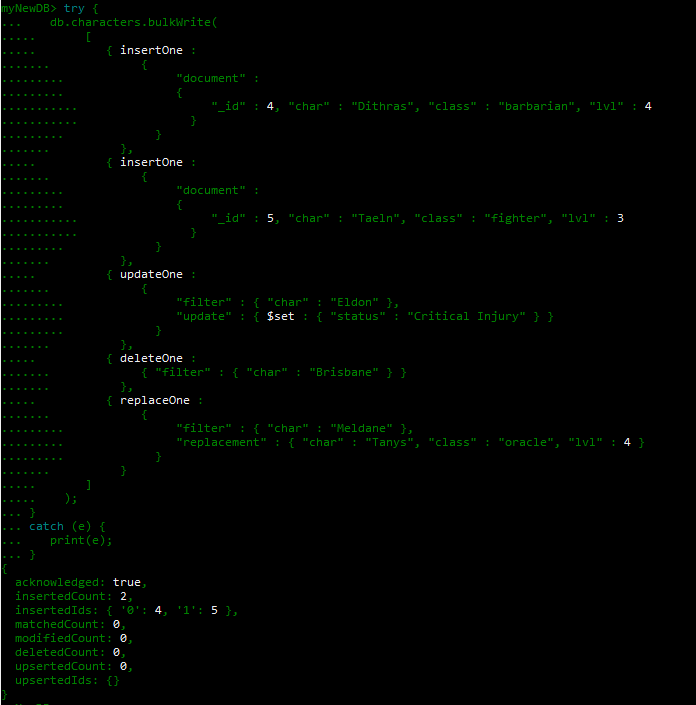 myNewDB> try {
...     db.characters.bulkWrite(
.....      [
.....         { insertOne :
.......            {
.........               "document" :
.........               {
...........                 "_id" : 4, "char" : "Dithras", "class" : "barbarian", "lvl" : 4
...........              }
.........            }
.......         },
.....         { insertOne :
.......            {
.........               "document" :
.........               {
...........                 "_id" : 5, "char" : "Taeln", "class" : "fighter", "lvl" : 3
...........              }
.........            }
.......         },
.....         { updateOne :
.......            {
.........               "filter" : { "char" : "Eldon" },
.........               "update" : { $set : { "status" : "Critical Injury" } }
.........            }
.......         },
.....         { deleteOne :
.......            { "filter" : { "char" : "Brisbane" } }
.......         },
.....         { replaceOne :
.......            {
.........               "filter" : { "char" : "Meldane" },
.........               "replacement" : { "char" : "Tanys", "class" : "oracle", "lvl" : 4 }
.........            }
.......         }
.....      ]
.....   );
... }
... catch (e) {
...    print(e);
... }
{
  acknowledged: true,
  insertedCount: 2,
  insertedIds: { '0': 4, '1': 5 },
  matchedCount: 0,
  modifiedCount: 0,
  deletedCount: 0,
  upsertedCount: 0,
  upsertedIds: {}
}